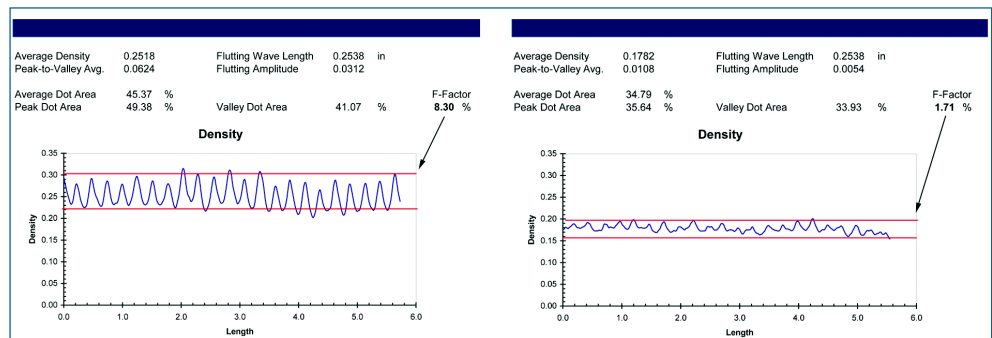 Average Density 0.2518 Flutting Wave Length 0.2538 in
Peak-to-Valley Avg. 0.0624 Flutting Amplitude 0.0312
Average Dot Area 45.37 % F-Factor
Peak Dot Area 49.38 % Valley Dot Area 41.07 % 8.30 %
Density
0.35
0.30
0.25
0.20
0.15
0.10
0.05
0.00
Density
0.0 1.0 2.0 3.0 4.0 5.0 6.0
Length
Average Density 0.1782 Flutting Wave Length 0.2538 in
Peak-to-Valley Avg. 0.0108 Flutting Amplitude 0.0054
Average Dot Area 34.79 % F-Factor
Peak Dot Area 35.64 % Valley Dot Area 33.93 % 1.71 %
Density
0.35
0.30
0.25
0.20
0.15
0.10
0.05
0.00
Density
0.0 1.0 2.0 3.0 4.0 5.0 6.0
Length